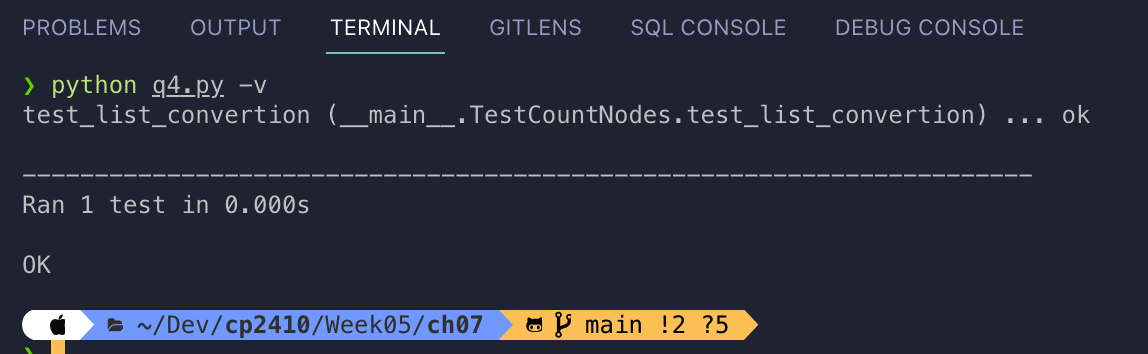 PROBLEMS OUTPUT TERMINAL GITLENS SQL CONSOLE DEBUG CONSOLE
❯ python q4.py -v
test_list_convertion (__main__.TestCountNodes.test_list_convertion) ... ok
----------------------------------------------------------------------
Ran 1 test in 0.000s
OK
~/Dev/cp2410/Week05/ch07 main !2 ?5
❯